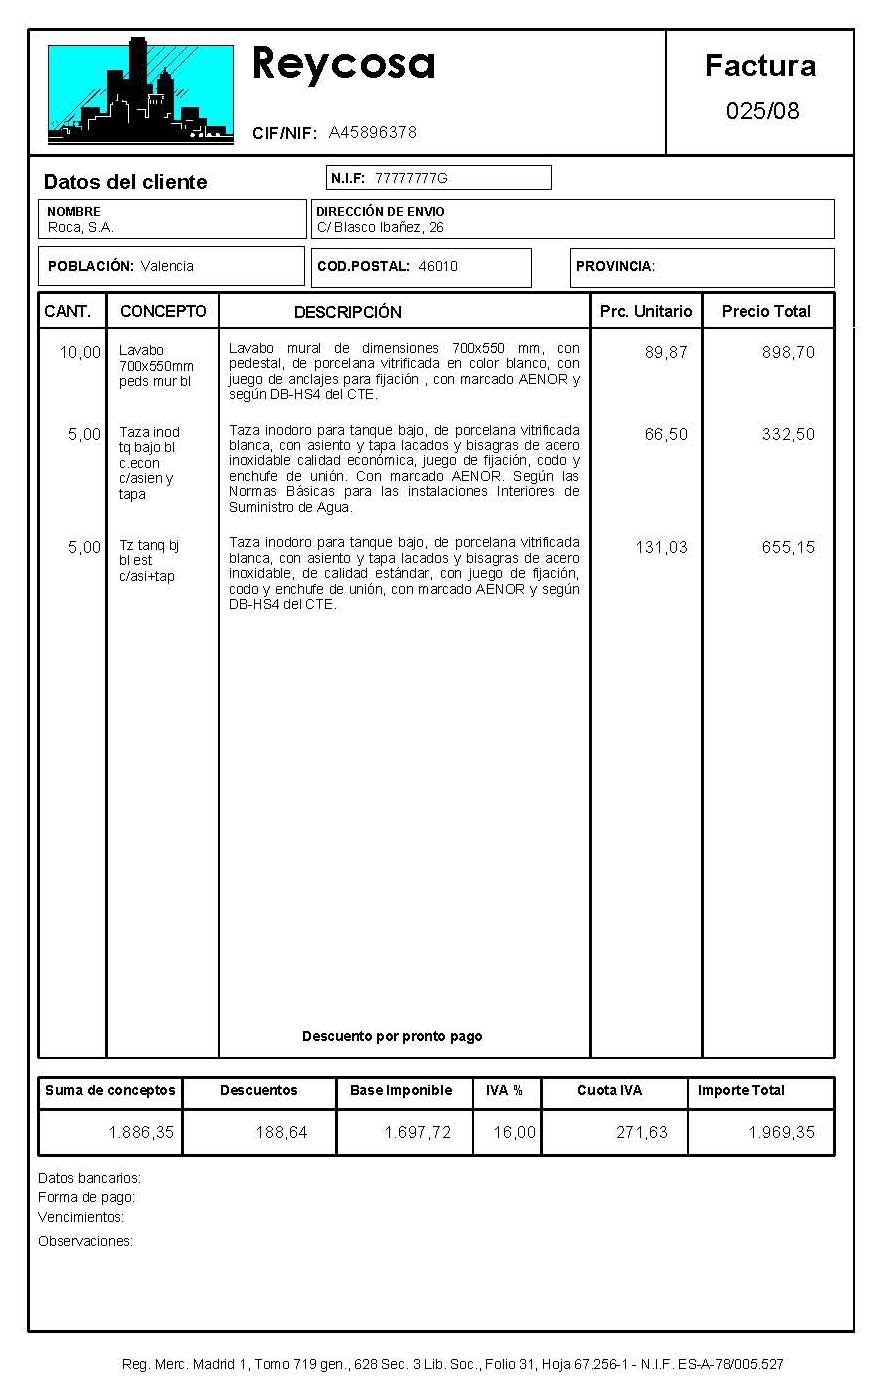 Reycosa
CIF/NIF: A45896378
Factura
025/08
Datos del cliente
N.I.F: 77777777G
NOMBRE
Roca, S.A.
DIRECCIÓN DE ENVIO
C/ Blasco Ibañez, 26
POBLACIÓN: Valencia
COD.POSTAL: 46010
PROVINCIA:
CANT. CONCEPTO DESCRIPCIÓN Prc. Unitario Precio Total
10,00
Lavabo
700x550mm
peds mur bl
Lavabo mural de dimensiones 700x550 mm, con
pedestal, de porcelana vitrificada en color blanco, con
juego de anclajes para fijación , con marcado AENOR y
según DB-HS4 del CTE.
89,87
898,70
5,00
Taza inod
tq bajo bl
c.econ
c/asien y
tapa
Taza inodoro para tanque bajo, de porcelana vitrificada
blanca, con asiento y tapa lacados y bisagras de acero
inoxidable calidad económica, juego de fijación, codo y
enchufe de unión. Con marcado AENOR. Según las
Normas Básicas para las instalaciones Interiores de
Suministro de Agua.
66,50
332,50
5,00
Tz tanq bj
bl est
c/asi+tap
Taza inodoro para tanque bajo, de porcelana vitrificada
blanca, con asiento y tapa lacados y bisagras de acero
inoxidable, de calidad estándar, con juego de fijación,
codo y enchufe de unión, con marcado AENOR y según
DB-HS4 del CTE.
131,03
655,15
Descuento por pronto pago
Suma de conceptos Descuentos Base Imponible IVA % Cuota IVA Importe Total
1.886,35 188,64 1.697,72 16,00 271,63 1.969,35
Datos bancarios:
Forma de pago:
Vencimientos:
Observaciones:
Reg. Merc. Madrid 1, Tomo 719 gen., 628 Sec. 3 Lib. Soc., Folio 31, Hoja 67.256-1 - N.I.F. ES-A-78/005.527